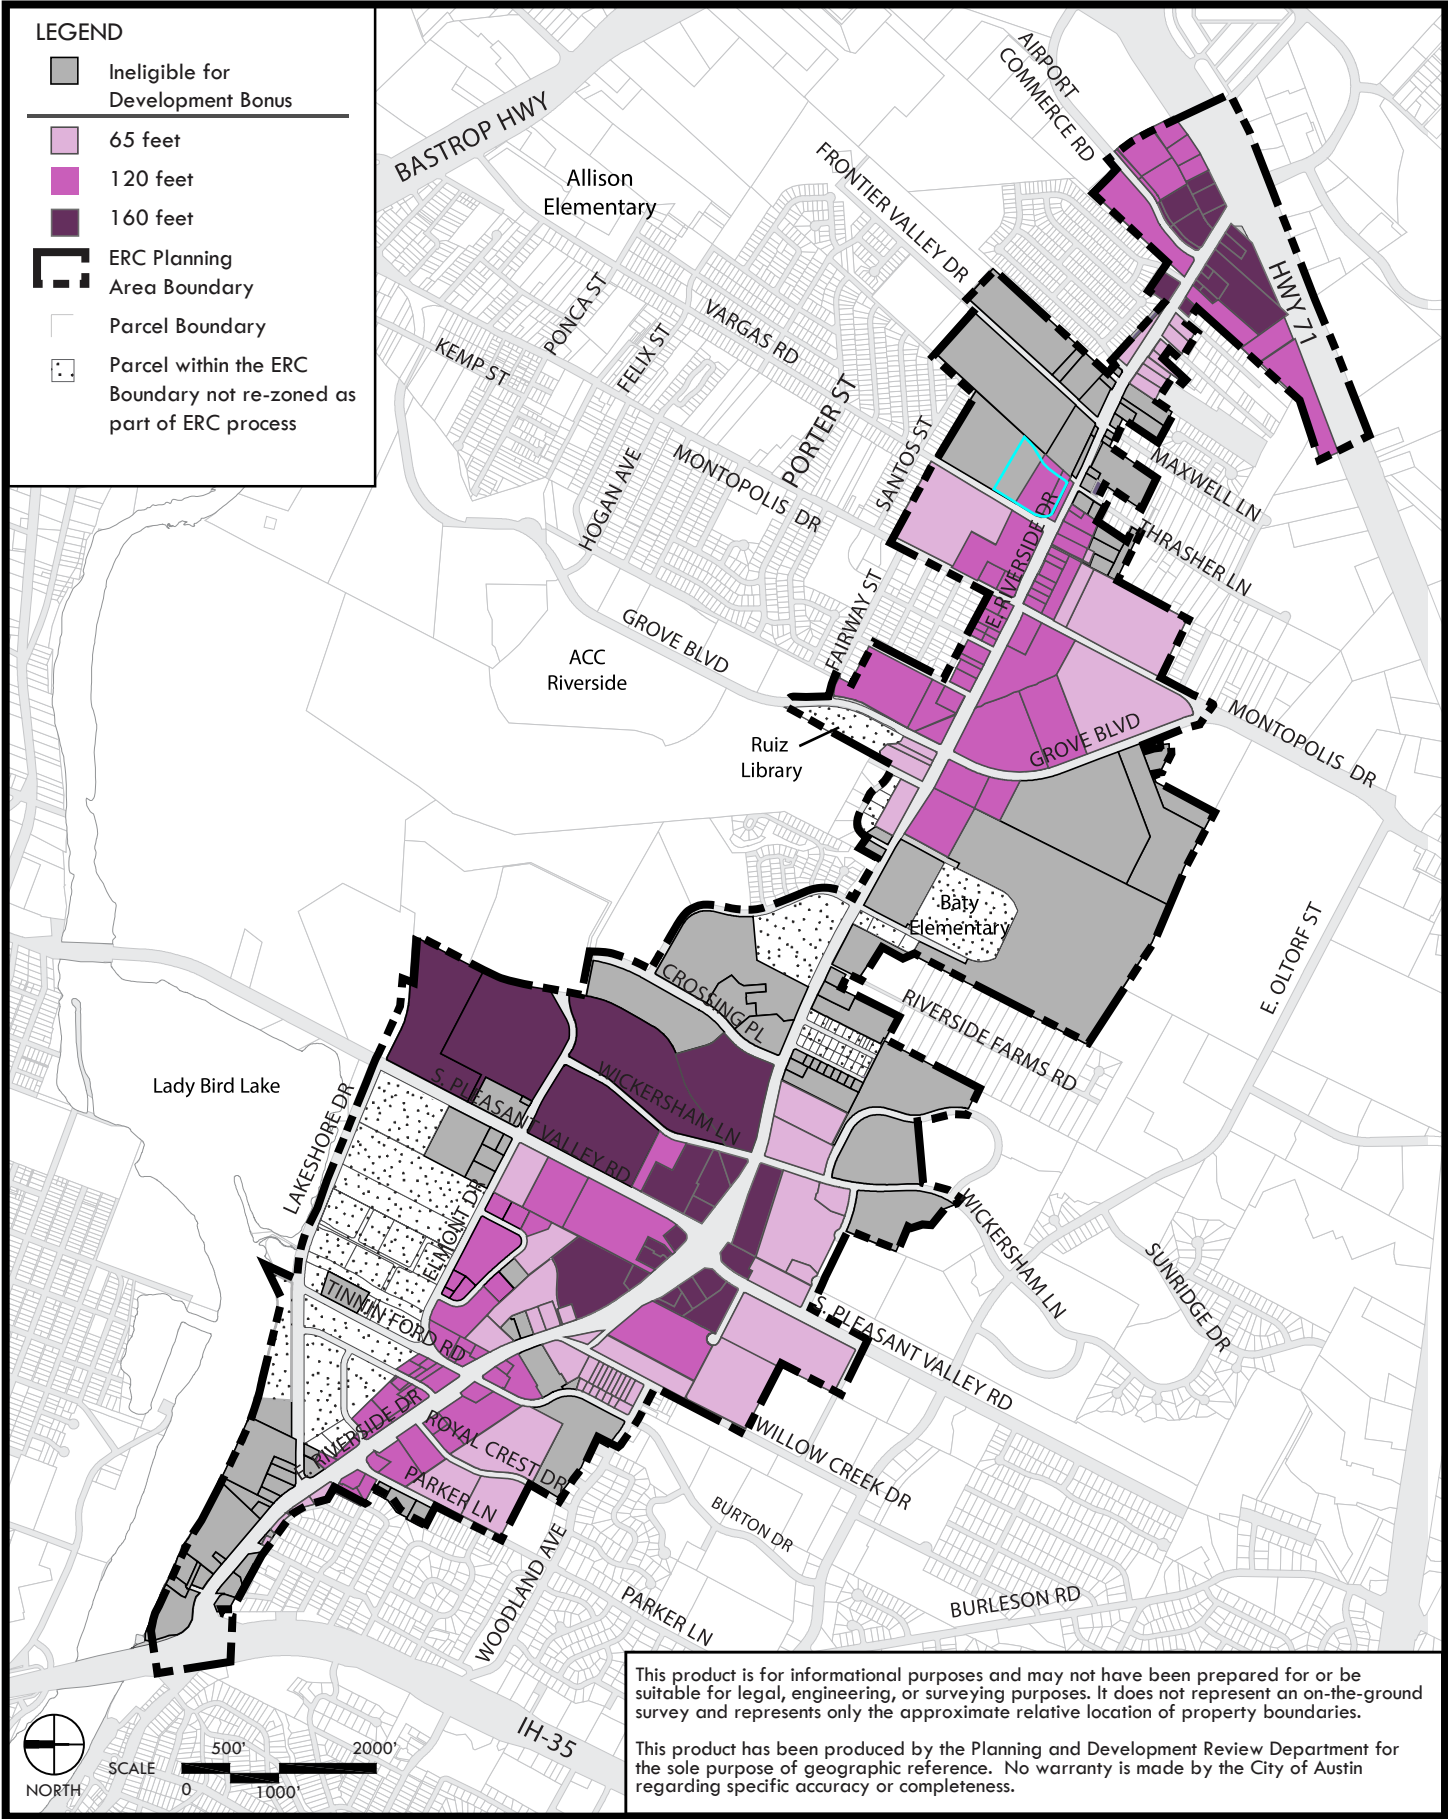 LEGEND
Ineligible for
Development Bonus
65 feet
120 feet
160 feet
ERC Planning
Area Boundary
Parcel Boundary
Parcel within the ERC
Boundary not re-zoned as
part of ERC process
BASTROP HWY
AIRPORT
COMMERCE RD
FRONTIER VALLEY DR
Allison
Elementary
HWY 71
PONCA ST
VARGAS RD
FELIX ST
KEMP ST
PORTER ST
SANTOS ST
HOGAN AVE
MONTOPOLIS DR
MAXWELL LN
THRASHER LN
E. RIVERSIDE DR
FAIRWAY ST
GROVE BLVD
ACC
Riverside
Ruiz
Library
GROVE BLVD
MONTOPOLIS DR
Baty
Elementary
E. OLTORF ST
CROSSING PL
RIVERSIDE FARMS RD
Lady Bird Lake
LAKESHORE DR
S. PLEASANT VALLEY RD
WICKERSHAM LN
ELMONT DR
WICKERSHAM LN
SUNRIDGE DR
TINNIN FORD RD
S. PLEASANT VALLEY RD
E. RIVERSIDE DR
ROYAL CREST DR
PARKER LN
WILLOW CREEK DR
BURTON DR
WOODLAND AVE
PARKER LN
BURLESON RD
IH-35
NORTH
SCALE
500'
2000'
0
1000'
This product is for informational purposes and may not have been prepared for or be
suitable for legal, engineering, or surveying purposes. It does not represent an on-the-ground
survey and represents only the approximate relative location of property boundaries.
This product has been produced by the Planning and Development Review Department for
the sole purpose of geographic reference. No warranty is made by the City of Austin
regarding specific accuracy or completeness.